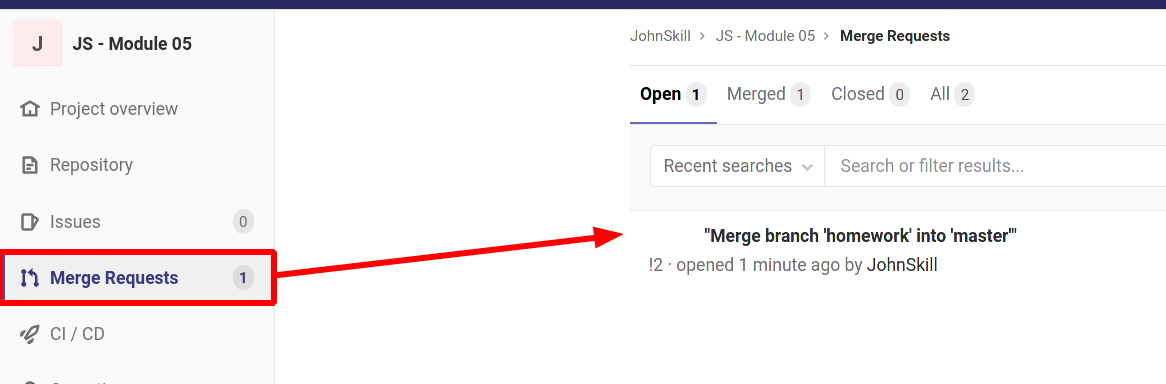 J
JS - Module 05
Project overview
Repository
Issues 0
Merge Requests 1
CI / CD
JohnSkill › JS - Module 05 › Merge Requests
Open 1 Merged 1 Closed 0 All 2
Recent searches Search or filter results...
"Merge branch 'homework' into 'master'"
!2 · opened 1 minute ago by JohnSkill